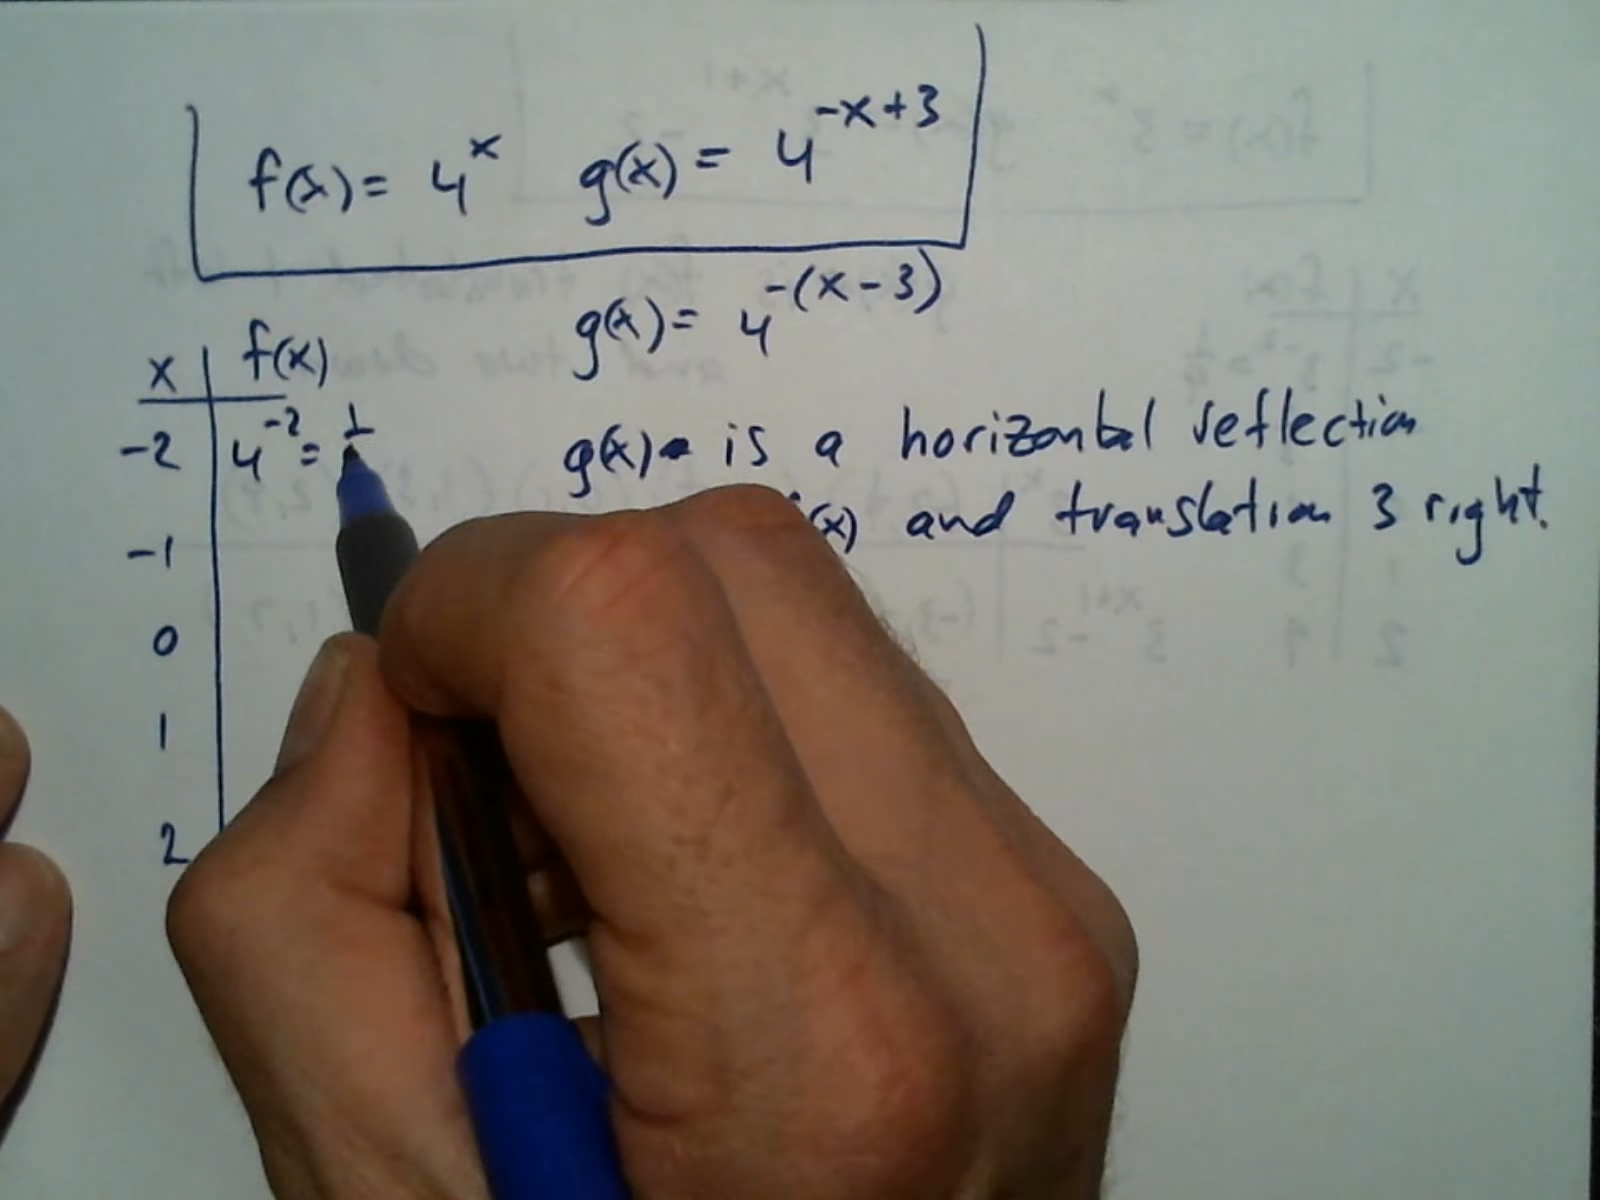 f(x) = 4^x g(x) = 4^{-x+3}
g(x) = 4^{-(x-3)}
x f(x)
-2 4^{-2} = 1
g(x) is a horizontal reflection
(x) and translation 3 right.
-1
0
1
2